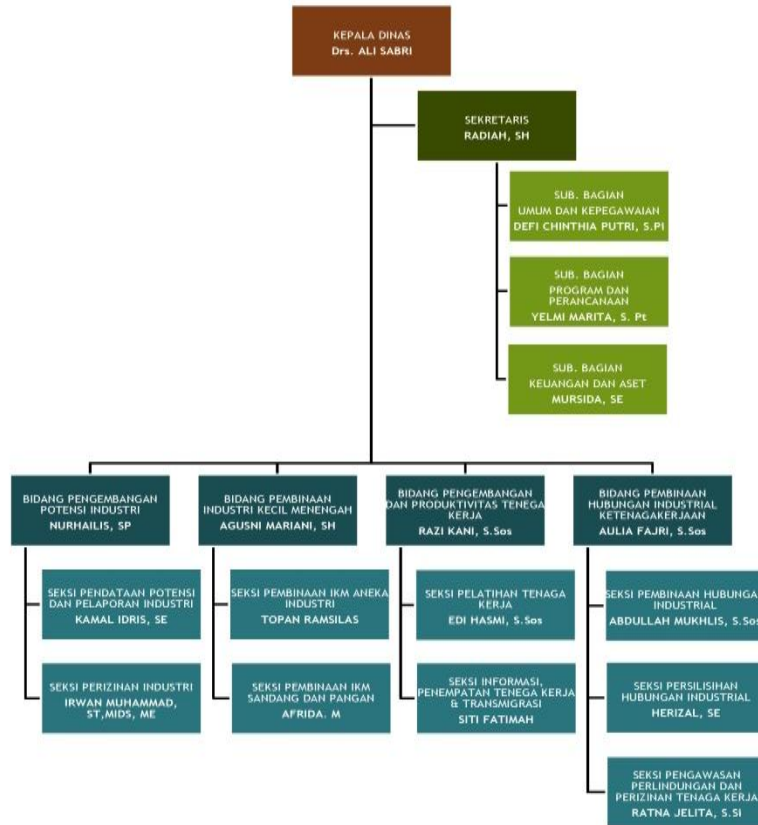 KEPALA DINAS
Drs. ALI SABRI
SEKRETARIS
RADIAH, SH
SUB. BAGIAN
UMUM DAN KEPEGAWAIAN
DEFI CHINTHIA PUTRI, S.PI
SUB. BAGIAN
PROGRAM DAN
PERANCANAAN
YELMI MARITA, S. Pt
SUB. BAGIAN
KEUANGAN DAN ASET
MURSIDA, SE
BIDANG PENGEMBANGAN
POTENSI INDUSTRI
NURHAILIS, SP
SEKSI PENDATAAN POTENSI
DAN PELAPORAN INDUSTRI
KAMAL IDRIS, SE
SEKSI PERIZINAN INDUSTRI
IRWAN MUHAMMAD,
ST,MIDS, ME
BIDANG PEMBINAAN
INDUSTRI KECIL MENENGAH
AGUSNI MARIANI, SH
SEKSI PEMBINAAN IKM ANEKA
INDUSTRI
TOPAN RAMSILAS
SEKSI PEMBINAAN IKM
SANDANG DAN PANGAN
AFRIDA. M
BIDANG PENGEMBANGAN
DAN PRODUKTIVITAS TENEGA
KERJA
RAZI KANI, S.Sos
SEKSI PELATIHAN TENAGA
KERJA
EDI HASMI, S.Sos
SEKSI INFORMASI,
PENEMPATAN TENEGA KERJA
& TRANSMIGRASI
SITI FATIMAH
BIDANG PEMBINAAN
HUBUNGAN INDUSTRIAL
KETENAGAKERJAAN
AULIA FAJRI, S.Sos
SEKSI PEMBINAAN HUBUNGA
INDUSTRIAL
ABDULLAH MUKHLIS, S.Sos
SEKSI PERSILISIHAN
HUBUNGAN INDUSTRIAL
HERIZAL, SE
SEKSI PENGAWASAN
PERLINDUNGAN DAN
PERIZINAN TENAGA KERJA
RATNA JELITA, S.Si